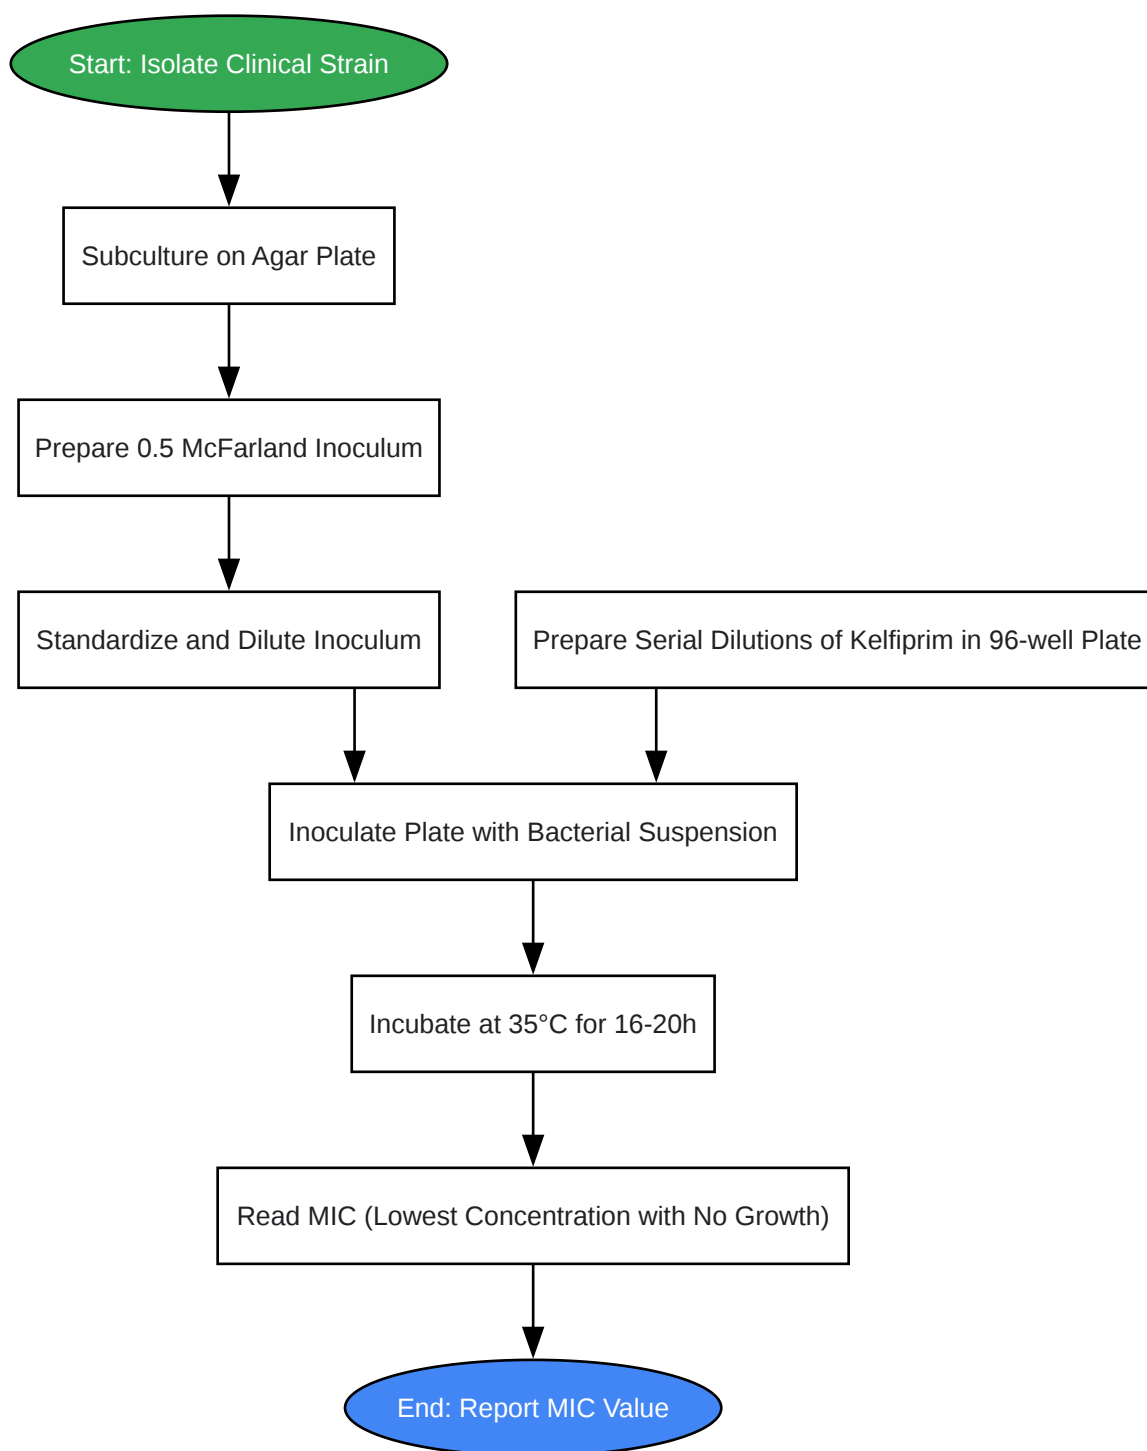 Start: Isolate Clinical Strain
Subculture on Agar Plate
Prepare 0.5 McFarland Inoculum
Standardize and Dilute Inoculum
Prepare Serial Dilutions of Kelfiprim in 96-well Plate
Inoculate Plate with Bacterial Suspension
Incubate at 35°C for 16-20h
Read MIC (Lowest Concentration with No Growth)
End: Report MIC Value